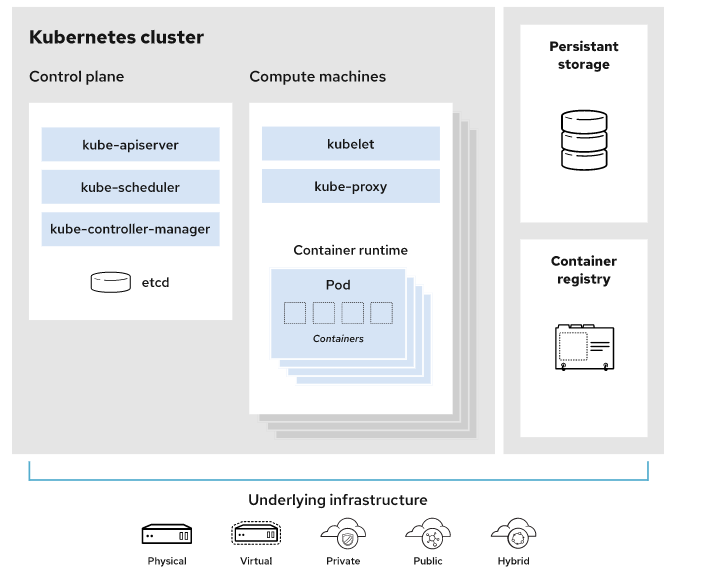 Kubernetes cluster
Control plane
kube-apiserver
kube-scheduler
kube-controller-manager
etcd
Compute machines
kubelet
kube-proxy
Container runtime
Pod
Containers
Persistant
storage
Container
registry
Underlying infrastructure
Physical
Virtual
Private
Public
Hybrid